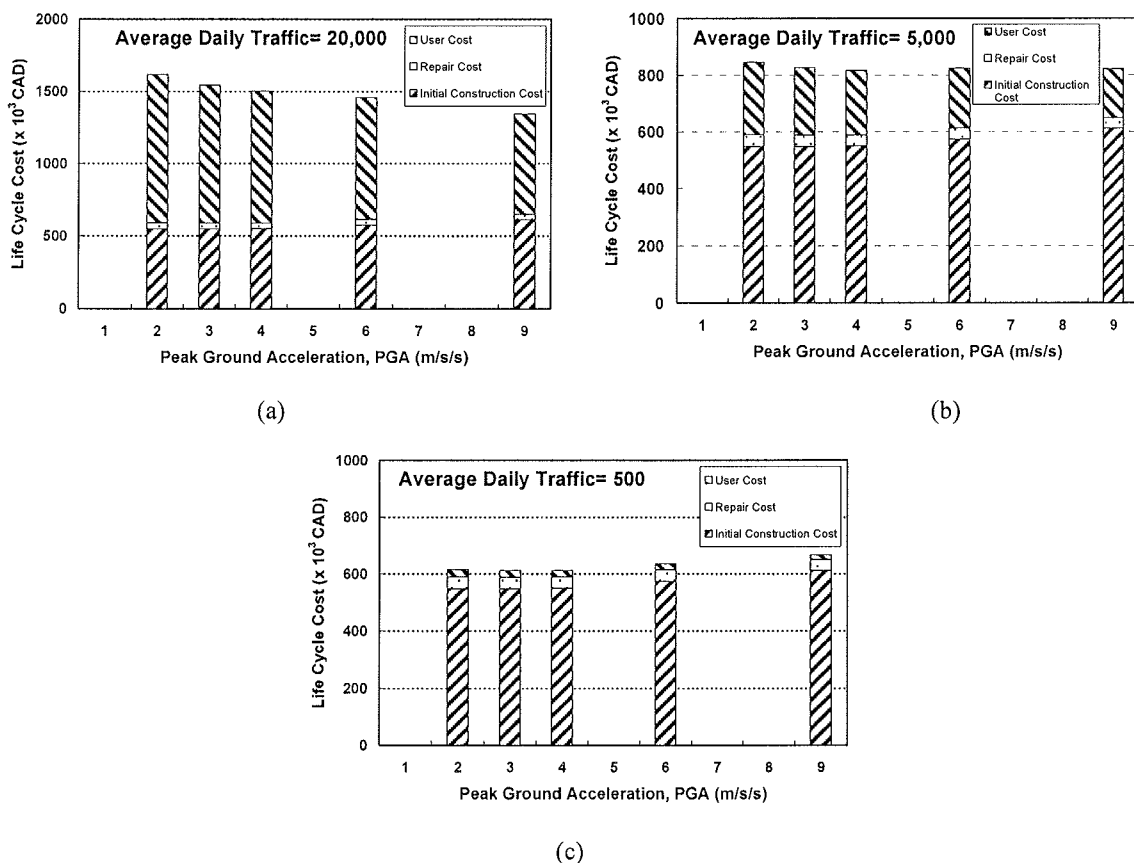 Average Daily Traffic= 20,000
User Cost
Repair Cost
Initial Construction Cost
Life Cycle Cost (x 10³ CAD)
2000
1500
1000
500
0
1 2 3 4 5 6 7 8 9
Peak Ground Acceleration, PGA (m/s/s)
(a)
Average Daily Traffic= 5,000
User Cost
Repair Cost
Initial Construction
Cost
Life Cycle Cost (x 10³ CAD)
1000
800
600
400
200
0
1 2 3 4 5 6 7 8 9
Peak Ground Acceleration, PGA (m/s/s)
(b)
Average Daily Traffic= 500
User Cost
Repair Cost
Initial Construction Cost
Life Cycle Cost (x 10³ CAD)
1000
800
600
400
200
0
1 2 3 4 5 6 7 8 9
Peak Ground Acceleration, PGA (m/s/s)
(c)